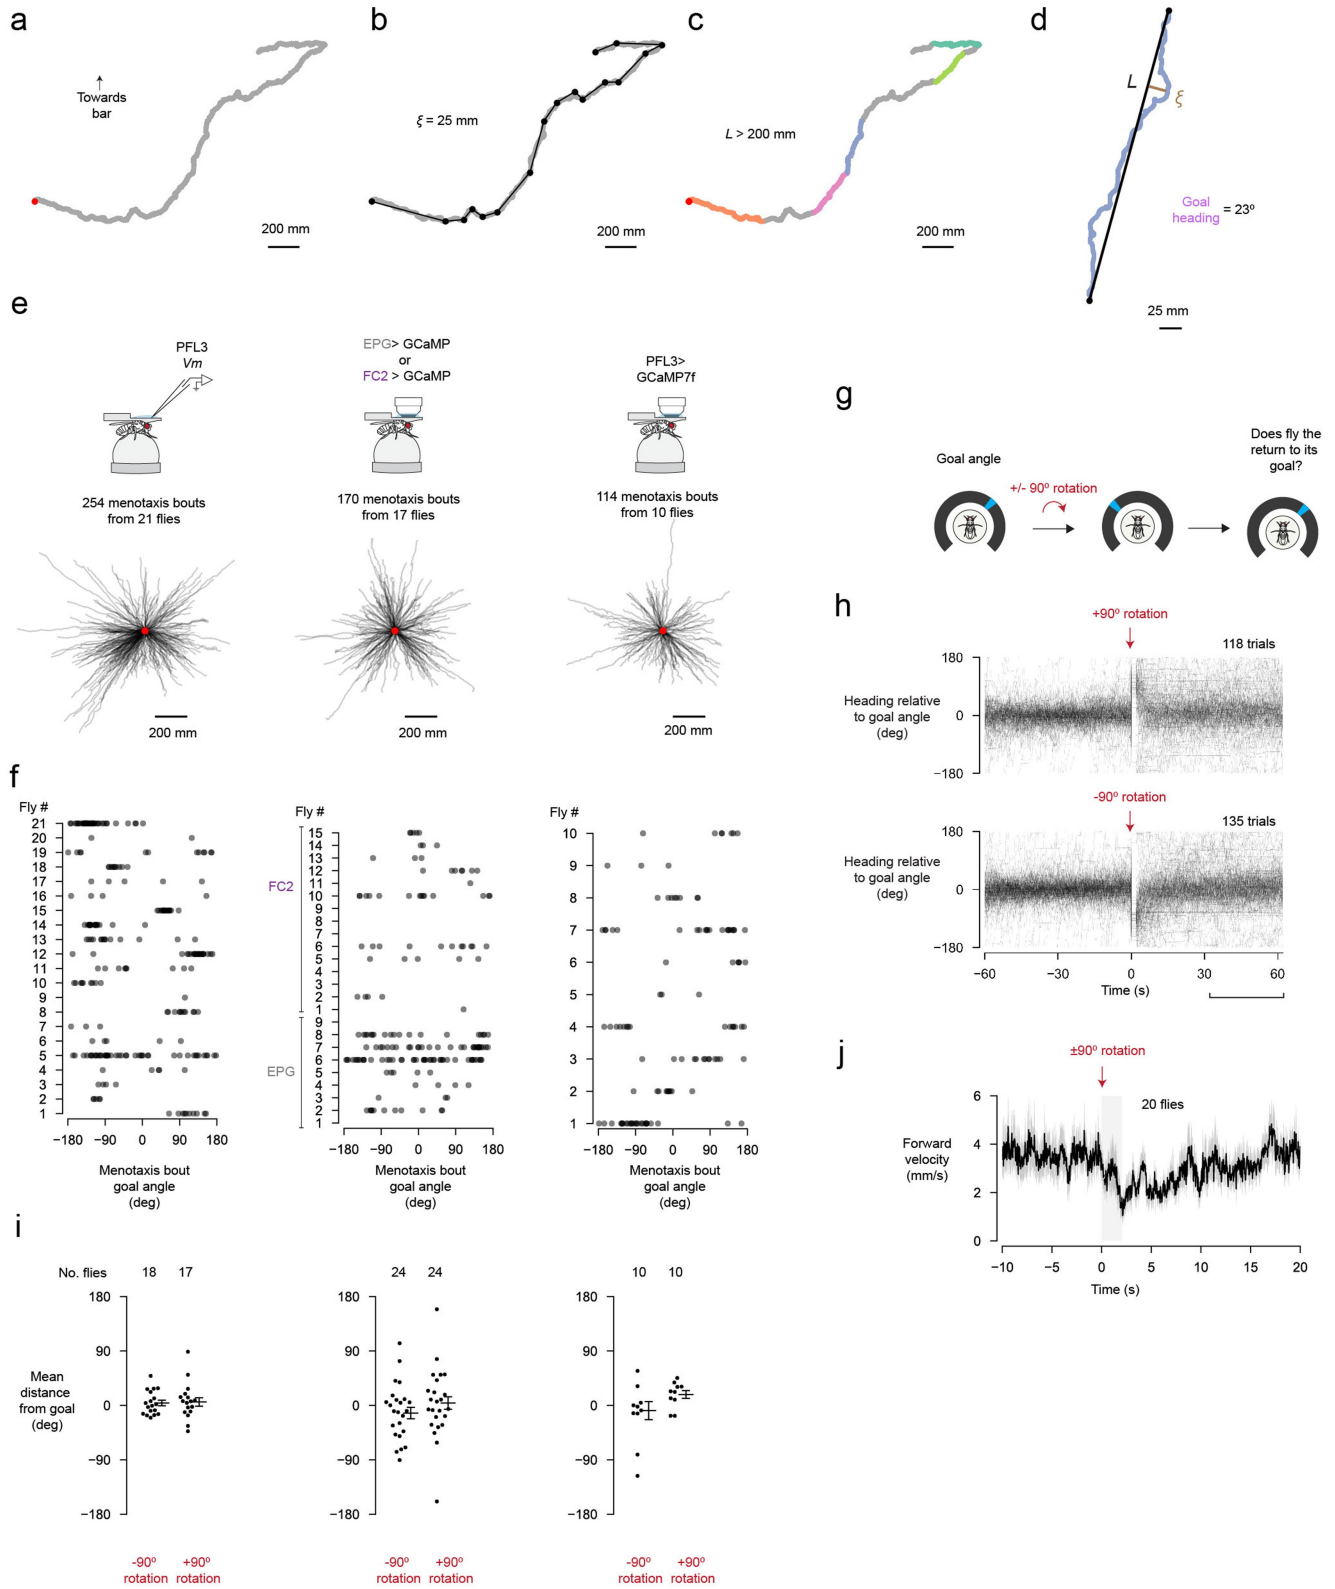 a
Towards
bar
200 mm
b
ξ = 25 mm
200 mm
c
L > 200 mm
200 mm
d
L
ξ
Goal
heading
= 23º
25 mm
e
PFL3
Vm
254 menotaxis bouts
from 21 flies
200 mm
EPG> GCaMP
or
FC2 > GCaMP
170 menotaxis bouts
from 17 flies
200 mm
PFL3>
GCaMP7f
114 menotaxis bouts
from 10 flies
200 mm
f
Fly #
21
20
19
18
17
16
15
14
13
12
11
10
9
8
7
6
5
4
3
2
1
−180 −90 0 90 180
Menotaxis bout
goal angle
(deg)
Fly #
FC2
15
14
13
12
11
10
9
8
7
6
5
4
3
2
1
EPG
9
8
7
6
5
4
3
2
1
−180 −90 0 90 180
Menotaxis bout
goal angle
(deg)
Fly #
10
9
8
7
6
5
4
3
2
1
−180 −90 0 90 180
Menotaxis bout
goal angle
(deg)
g
Goal angle
+/- 90º rotation
Does fly the
return to its
goal?
h
+90º rotation
118 trials
Heading relative
to goal angle
(deg)
180
0
−180
-90º rotation
135 trials
Heading relative
to goal angle
(deg)
180
0
−180
−60 −30 0 30 60
Time (s)
i
No. flies 18 17
Mean
distance
from goal
(deg)
180
90
0
−90
−180
-90º +90º
rotation rotation
24 24
180
90
0
−90
−180
-90º +90º
rotation rotation
10 10
180
90
0
−90
−180
-90º +90º
rotation rotation
j
±90º rotation
20 flies
Forward
velocity
(mm/s)
6
4
2
0
−10 −5 0 5 10 15 20
Time (s)